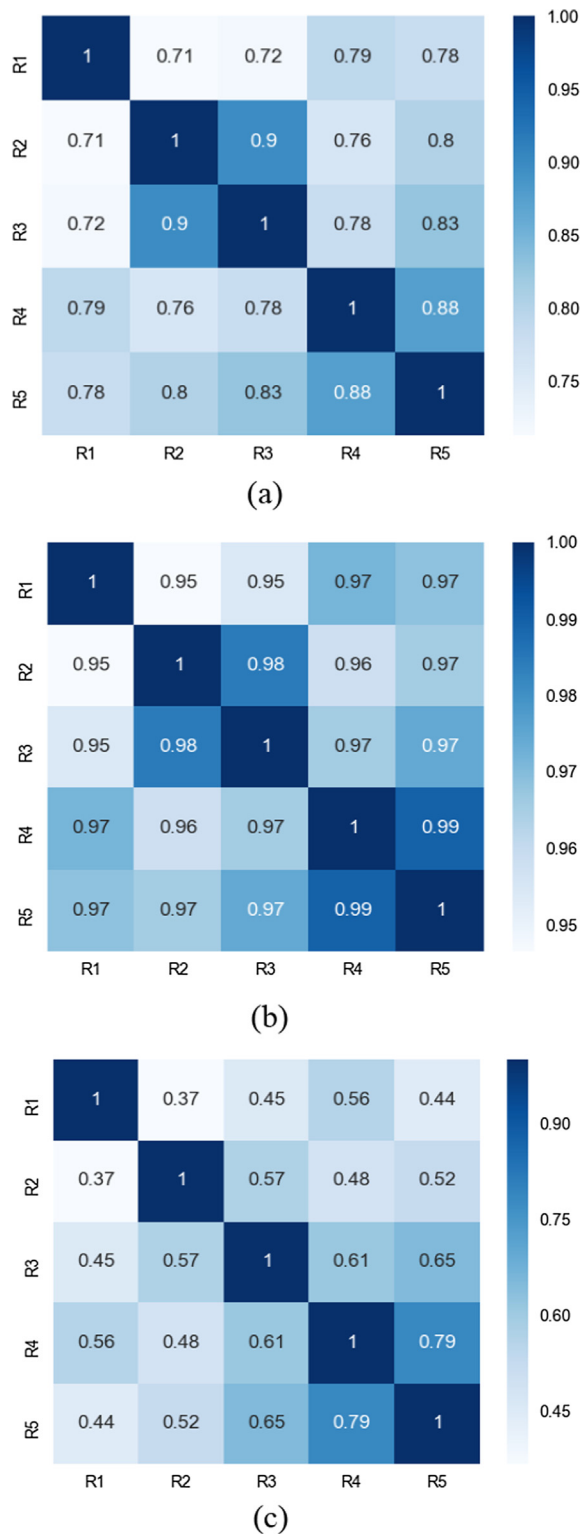 1.00
R1 1 0.71 0.72 0.79 0.78
0.95
R2 0.71 1 0.9 0.76 0.8
0.90
R3 0.72 0.9 1 0.78 0.83
0.85
R4 0.79 0.76 0.78 1 0.88
0.80
R5 0.78 0.8 0.83 0.88 1
0.75
R1 R2 R3 R4 R5
(a)
1.00
R1 1 0.95 0.95 0.97 0.97
0.99
R2 0.95 1 0.98 0.96 0.97
0.98
R3 0.95 0.98 1 0.97 0.97
0.97
R4 0.97 0.96 0.97 1 0.99
0.96
R5 0.97 0.97 0.97 0.99 1
0.95
R1 R2 R3 R4 R5
(b)
R1 1 0.37 0.45 0.56 0.44
0.90
R2 0.37 1 0.57 0.48 0.52
0.75
R3 0.45 0.57 1 0.61 0.65
0.60
R4 0.56 0.48 0.61 1 0.79
0.45
R5 0.44 0.52 0.65 0.79 1
R1 R2 R3 R4 R5
(c)